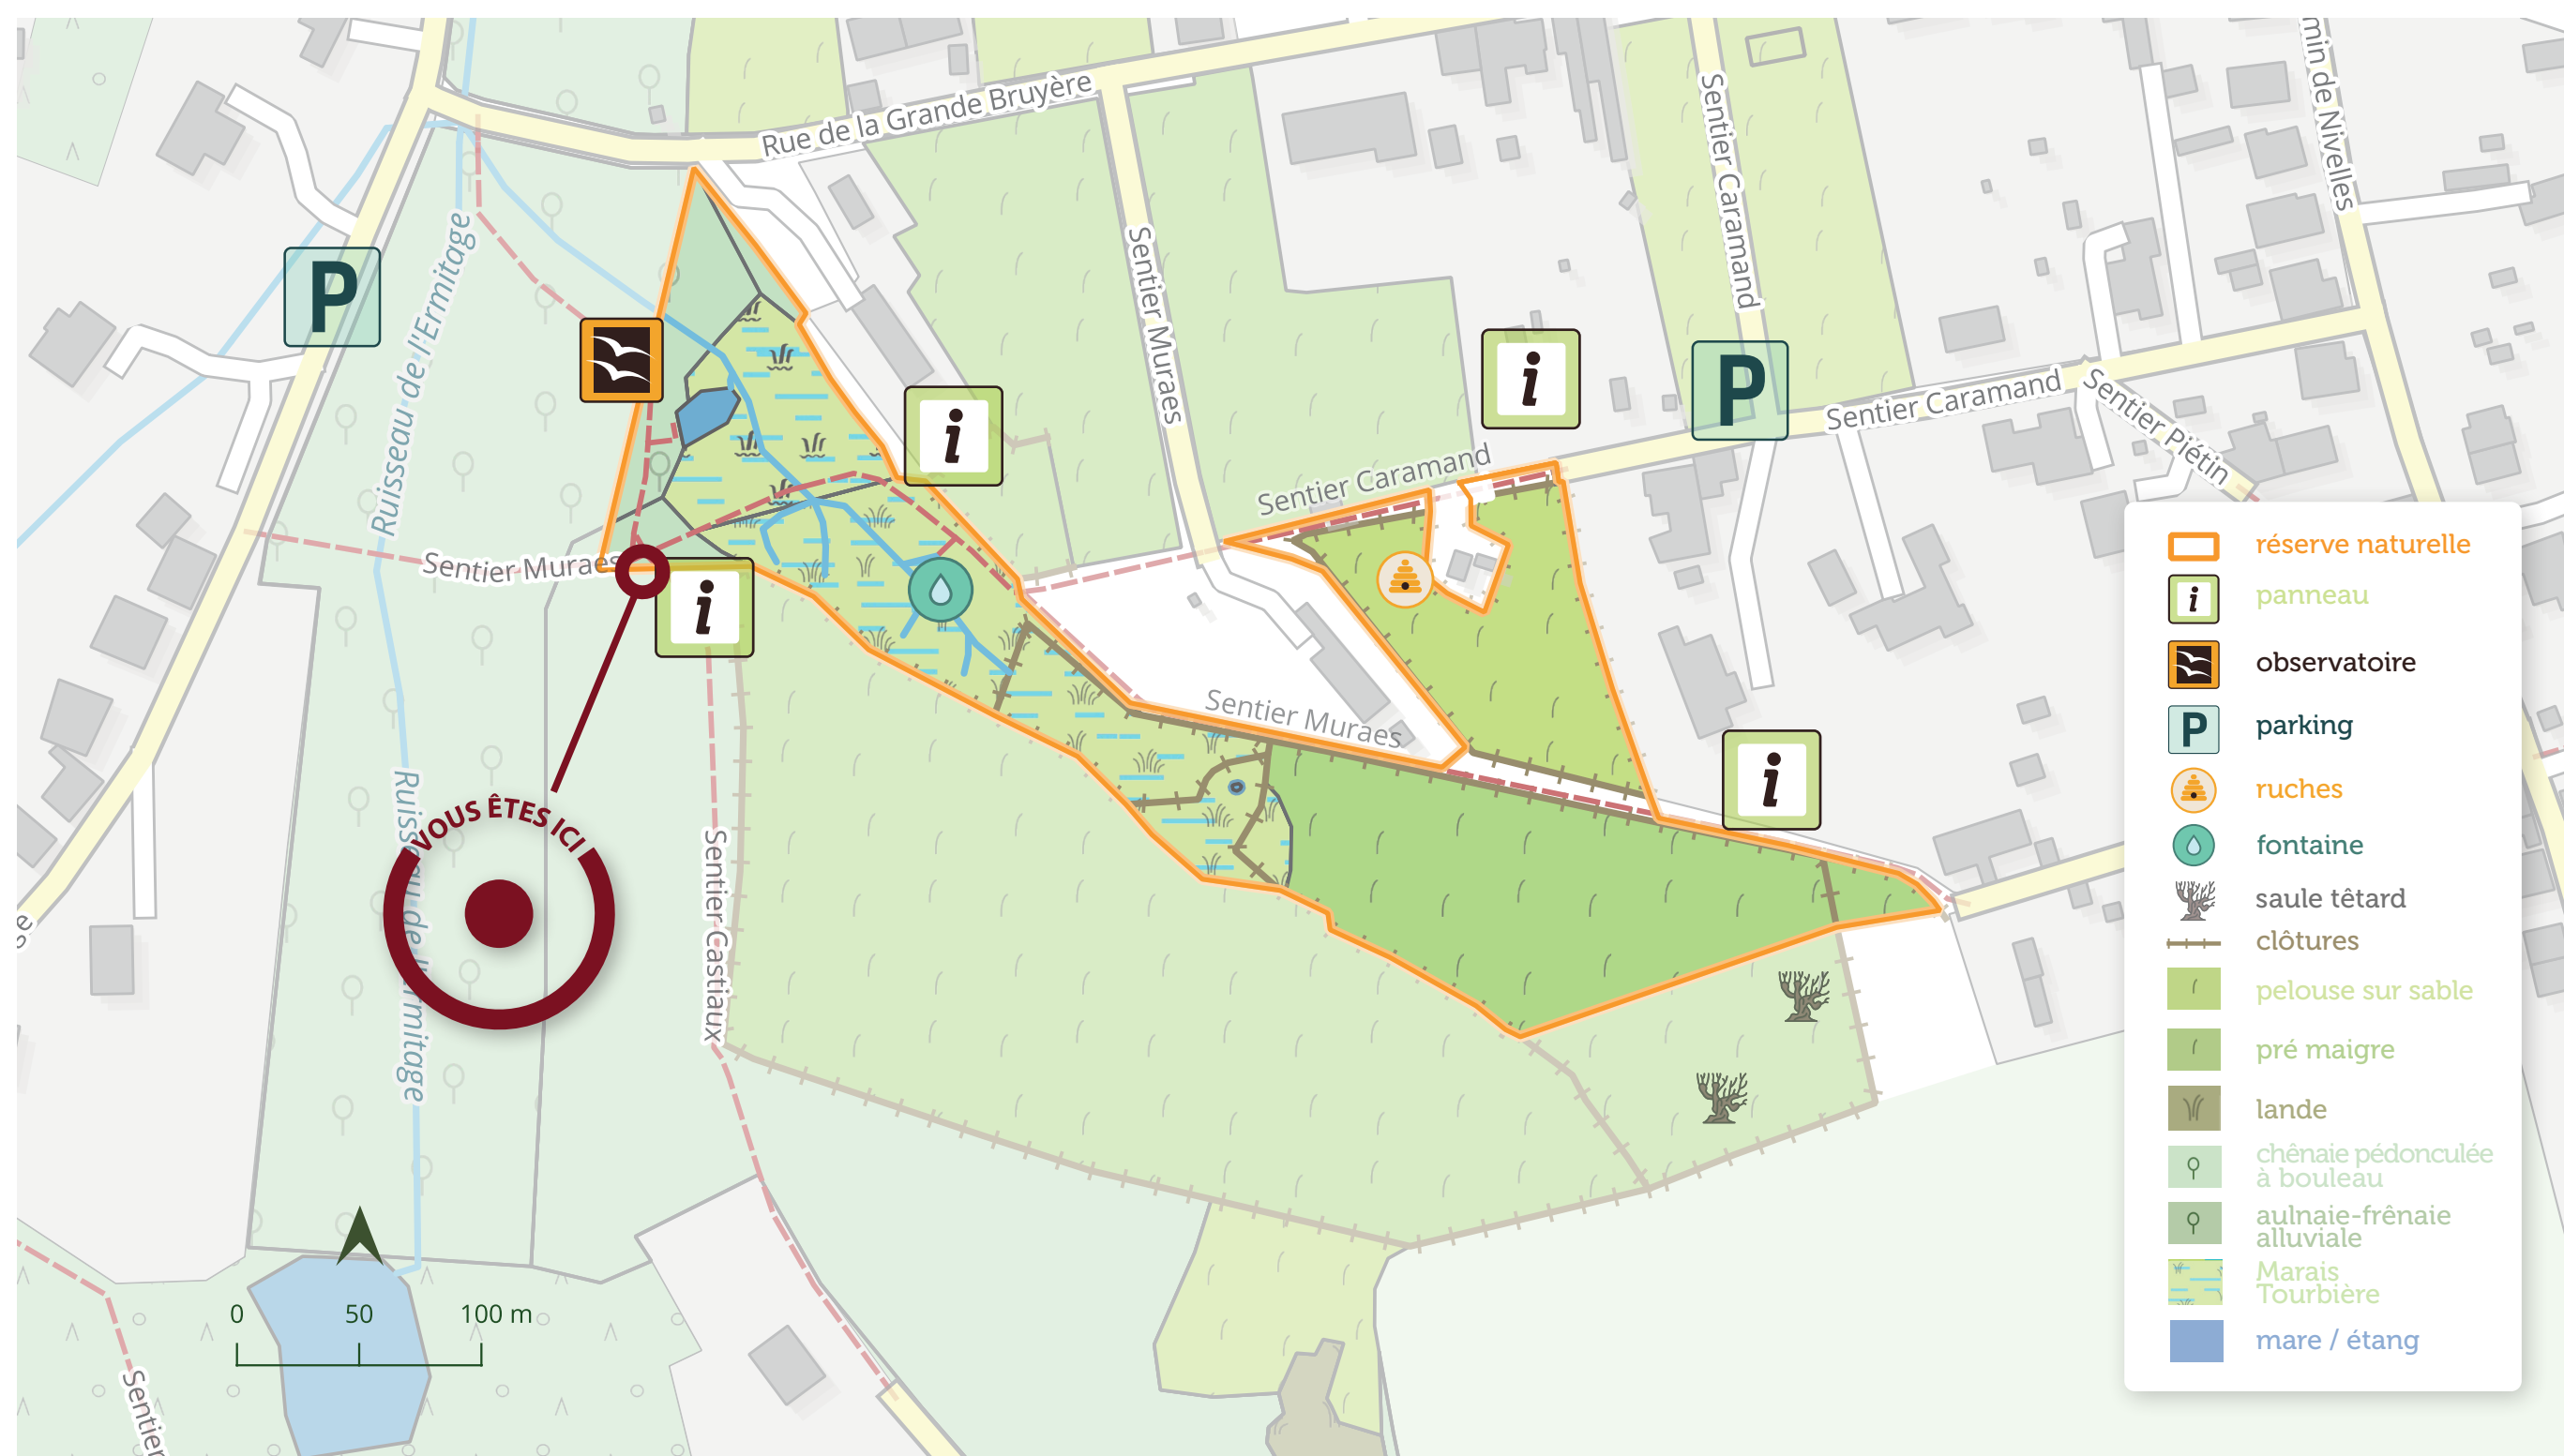 Rue de la Grande Bruyère
Sentier Caramand
min de Nivelles
P
Ruisseau de l'Ermitage
Sentier Muraes
i
i
P
Sentier Caramand
Sentier Piétin
Sentier Caramand
Sentier Muraes
i
Sentier Muraes
i
VOUS ÊTES ICI
Ruisseau de l'Ermitage
Sentier Castiaux
se
0 50 100 m
Sentier
réserve naturelle
i panneau
observatoire
P parking
ruches
fontaine
saule têtard
clôtures
pelouse sur sable
pré maigre
lande
chênaie pédonculée
à bouleau
aulnaie-frênaie
alluviale
Marais
Tourbière
mare / étang